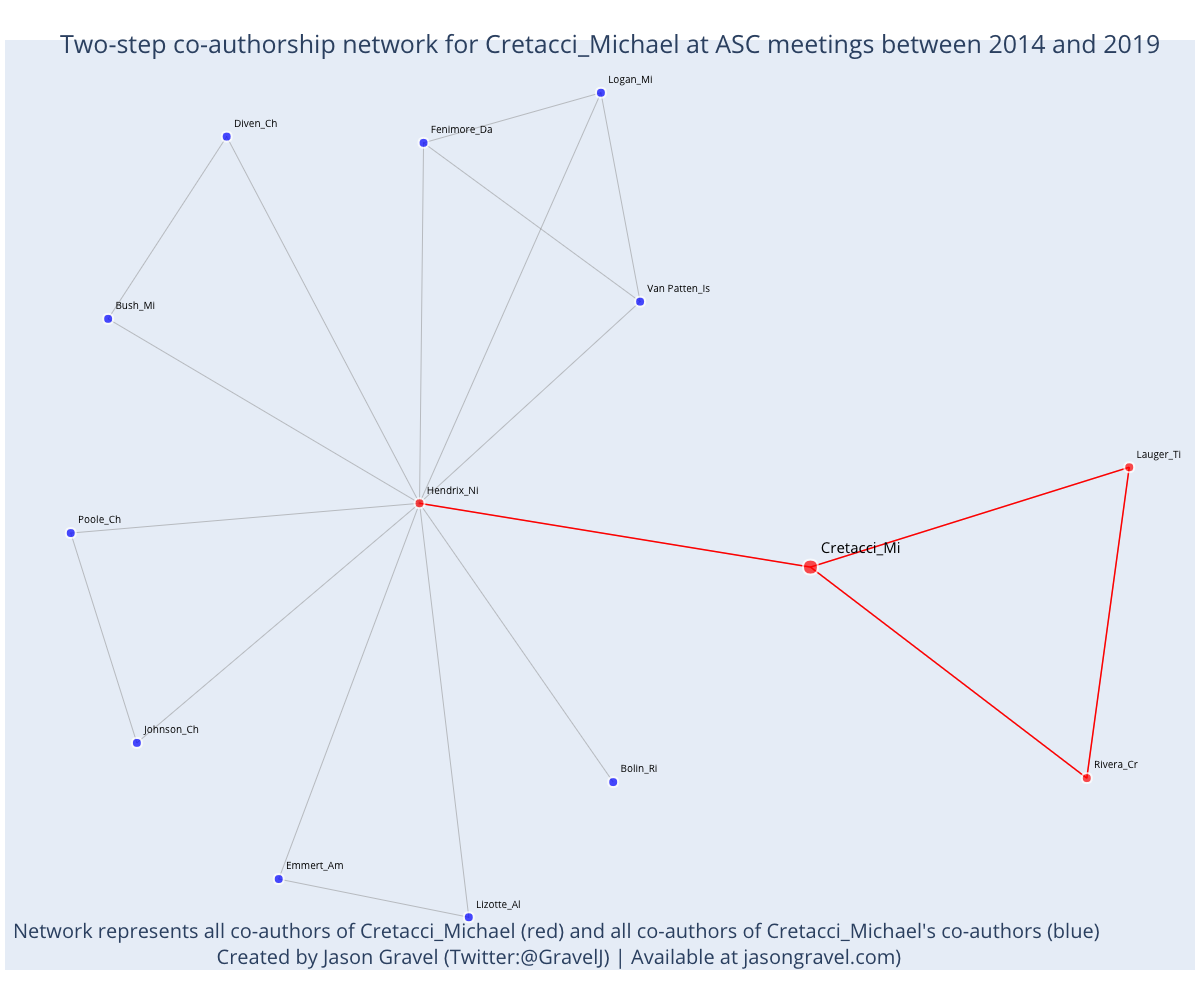 Two-step co-authorship network for Cretacci_Michael at ASC meetings between 2014 and 2019
Logan_Mi
Diven_Ch
Fenimore_Da
Van Patten_Is
Bush_Mi
Lauger_Ti
Hendrix_Ni
Poole_Ch
Cretacci_Mi
Johnson_Ch
Rivera_Cr
Bolin_Ri
Emmert_Am
Lizotte_Al
Network represents all co-authors of Cretacci_Michael (red) and all co-authors of Cretacci_Michael's co-authors (blue)
Created by Jason Gravel (Twitter:@GravelJ) | Available at jasongravel.com)